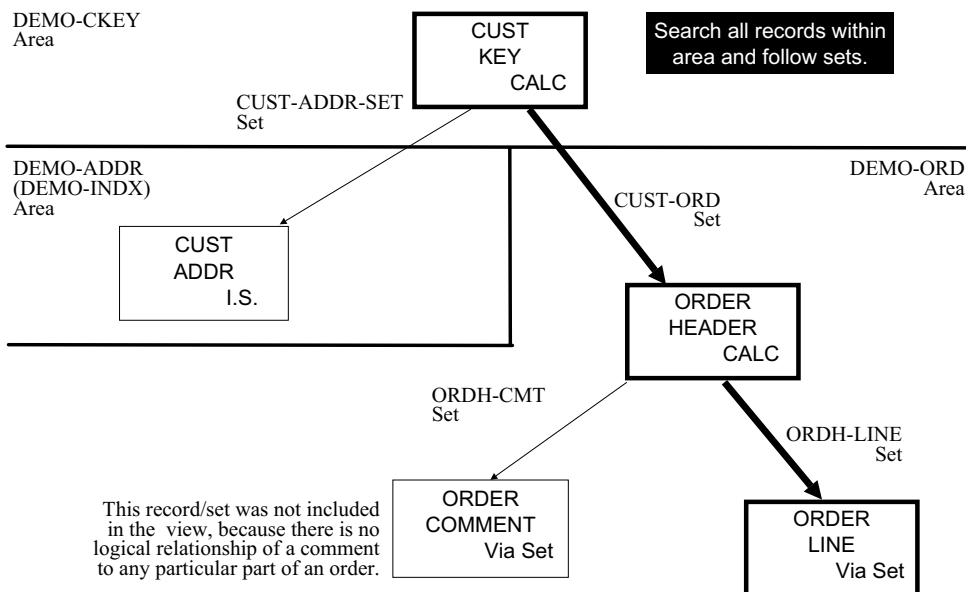 DEMO-CKEY
Area
CUST
KEY
CALC
Search all records within
area and follow sets.
CUST-ADDR-SET
Set
DEMO-ADDR
(DEMO-INDX)
Area
DEMO-ORD
Area
CUST-ORD
Set
CUST
ADDR
I.S.
ORDER
HEADER
CALC
ORDH-CMT
Set
ORDH-LINE
Set
This record/set was not included
in the view, because there is no
logical relationship of a comment
to any particular part of an order.
ORDER
COMMENT
Via Set
ORDER
LINE
Via Set